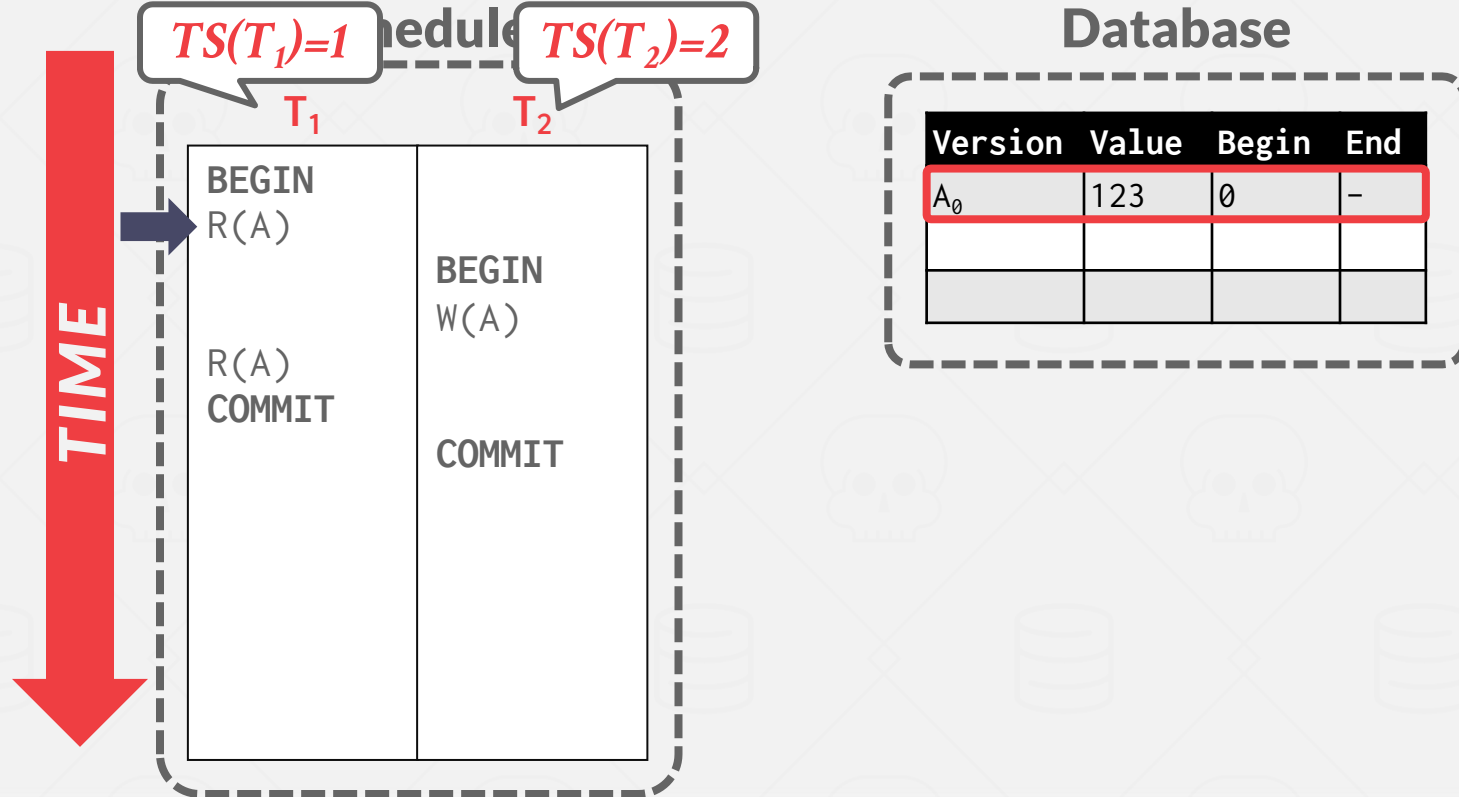 TS(T₁)=1
hedule
TS(T₂)=2
Database
T₁
T₂
TIME
BEGIN
R(A)
BEGIN
W(A)
R(A)
COMMIT
COMMIT
Version Value Begin End
A₀ 123 0 –